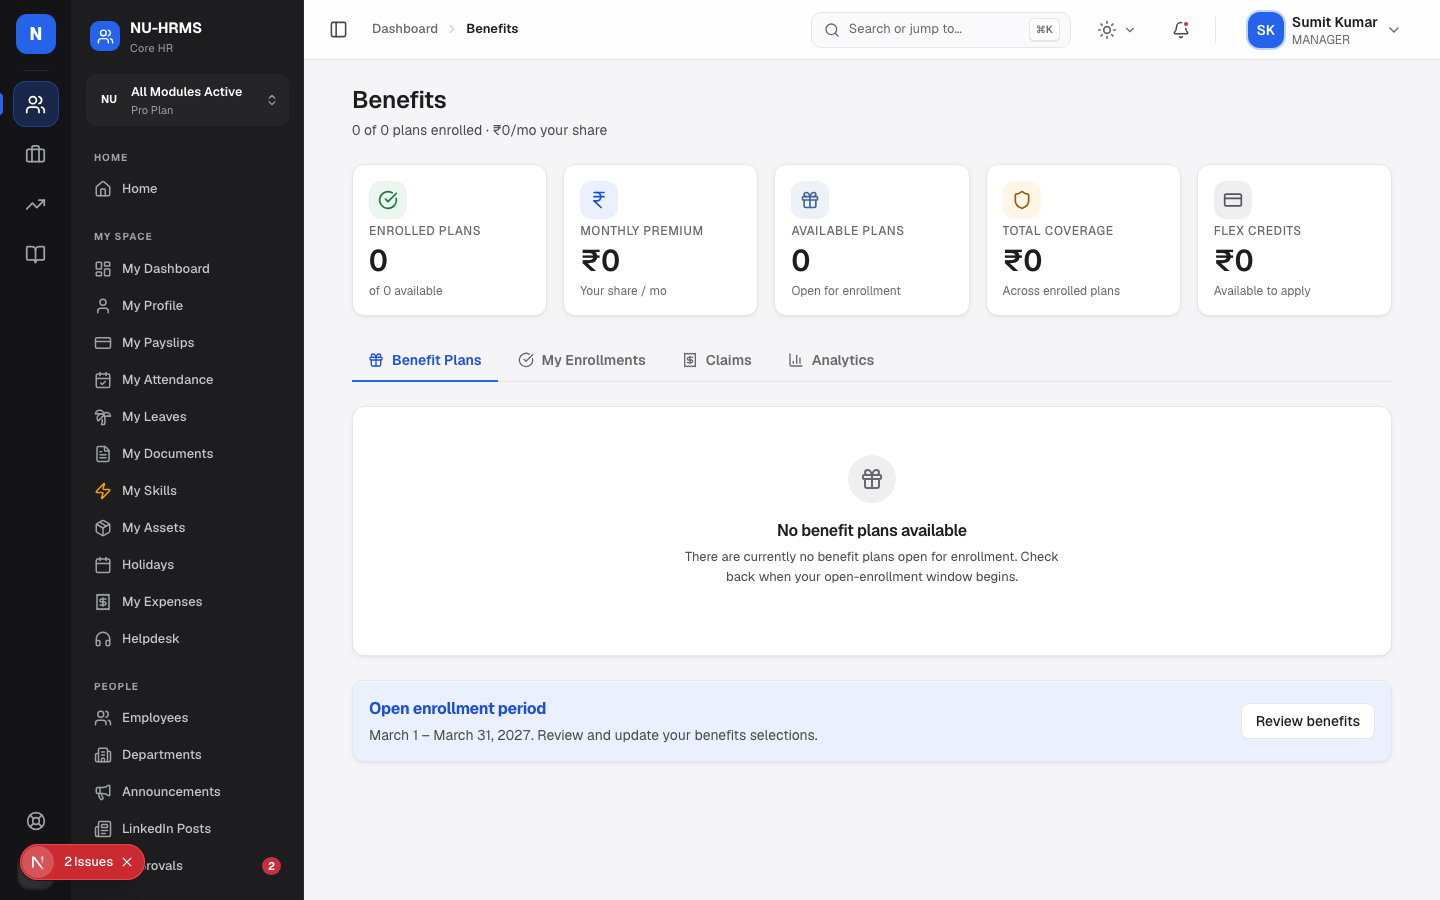 N
NU-HRMS
Core HR
NU
All Modules Active
Pro Plan
HOME
Home
MY SPACE
My Dashboard
My Profile
My Payslips
My Attendance
My Leaves
My Documents
My Skills
My Assets
Holidays
My Expenses
Helpdesk
PEOPLE
Employees
Departments
Announcements
LinkedIn Posts
rovals
2
N
2 Issues
Dashboard
Benefits
Search or jump to...
⌘K
SK
Sumit Kumar
MANAGER
Benefits
0 of 0 plans enrolled · ₹0/mo your share
ENROLLED PLANS
0
of 0 available
₹
MONTHLY PREMIUM
₹0
Your share / mo
AVAILABLE PLANS
0
Open for enrollment
TOTAL COVERAGE
₹0
Across enrolled plans
FLEX CREDITS
₹0
Available to apply
Benefit Plans
My Enrollments
Claims
Analytics
No benefit plans available
There are currently no benefit plans open for enrollment. Check
back when your open-enrollment window begins.
Open enrollment period
March 1 – March 31, 2027. Review and update your benefits selections.
Review benefits